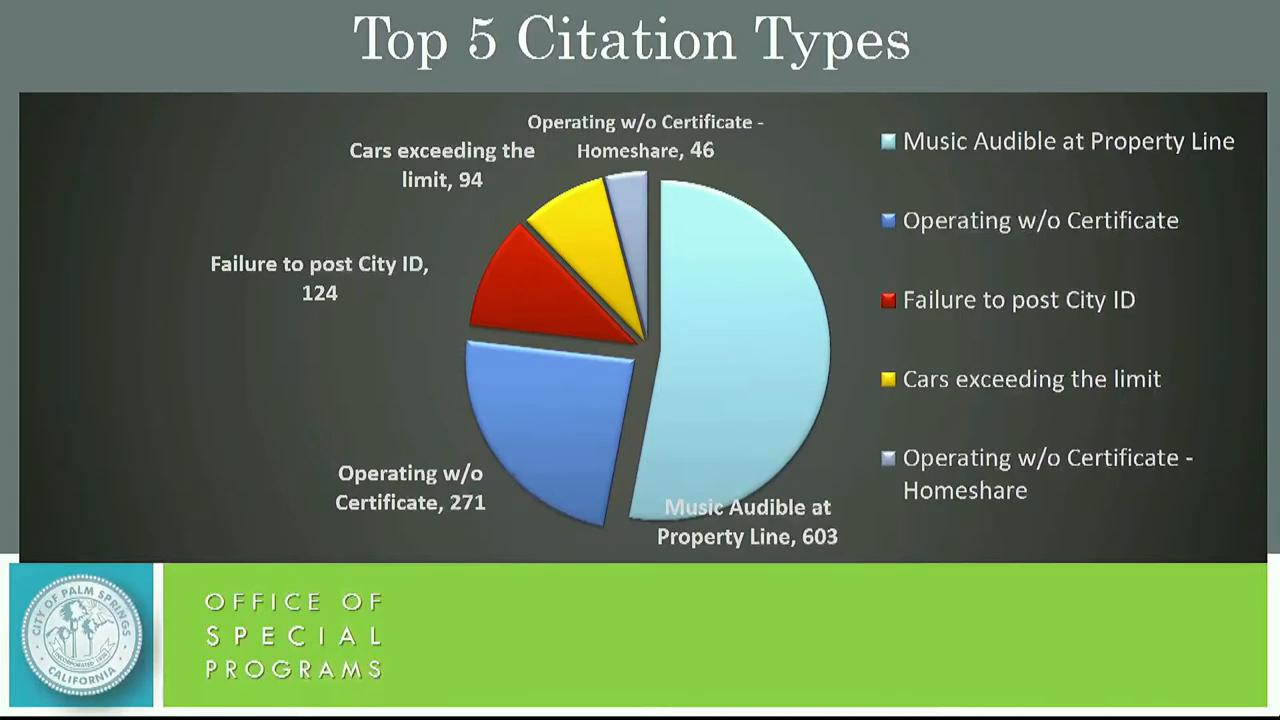 Top 5 Citation Types
Operating w/o Certificate -
Homeshare, 46
Cars exceeding the
limit, 94
Failure to post City ID,
124
Operating w/o
Certificate, 271
Music Audible at
Property Line, 603
Music Audible at Property Line
Operating w/o Certificate
Failure to post City ID
Cars exceeding the limit
Operating w/o Certificate -
Homeshare
CITY OF PALM SPRINGS
CALIFORNIA
OFFICE OF
SPECIAL
PROGRAMS